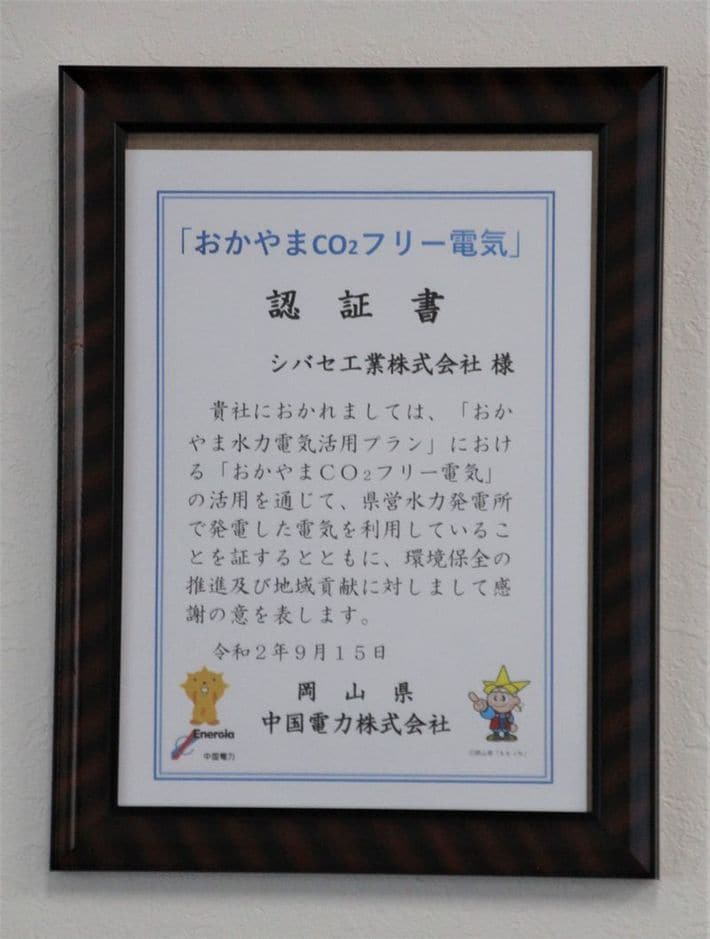 「おかやまCO₂フリー電気」
認 証 書
シバセ工業株式会社 様
貴社におかれましては、「おか
やま水力電気活用プラン」におけ
る「おかやまＣＯ₂フリー電気」
の活用を通じて、県営水力発電所
で発電した電気を利用しているこ
とを証するとともに、環境保全の
推進及び地域貢献に対しまして感
謝の意を表します。
令和２年９月１５日
岡 山 県
中国電力株式会社
Energia
中国電力
©岡山県「ももっち」